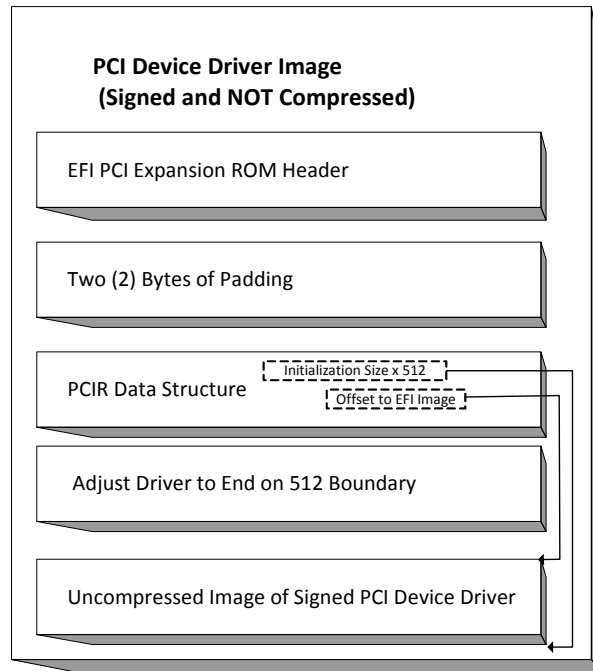 PCI Device Driver Image
(Signed and NOT Compressed)
EFI PCI Expansion ROM Header
Two (2) Bytes of Padding
Initialization Size x 512
PCIR Data Structure
Offset to EFI Image
Adjust Driver to End on 512 Boundary
Uncompressed Image of Signed PCI Device Driver